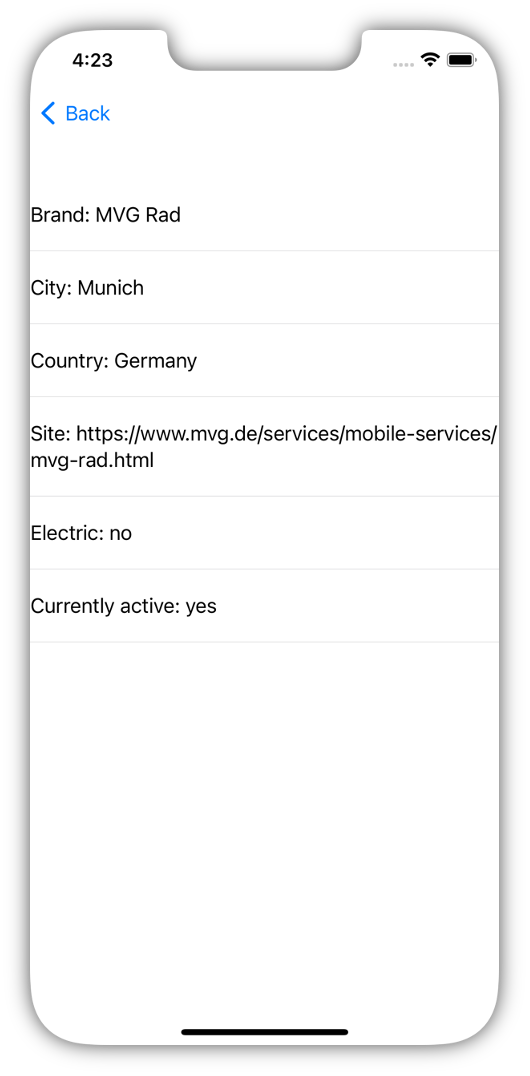 4:23
Back
Brand: MVG Rad
City: Munich
Country: Germany
Site: https://www.mvg.de/services/mobile-services/
mvg-rad.html
Electric: no
Currently active: yes